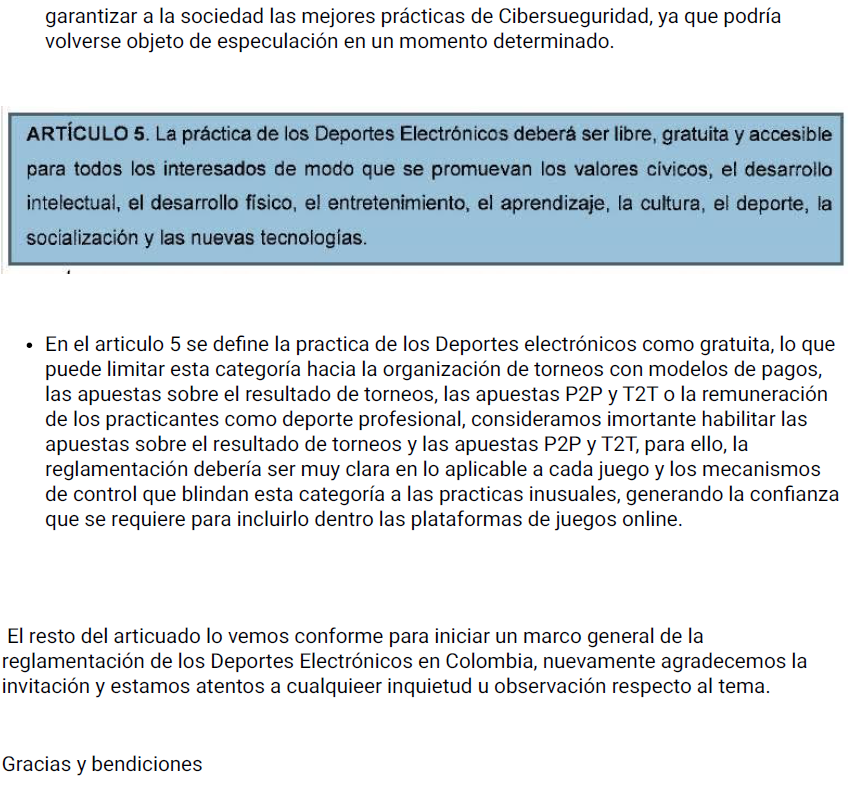 garantizar a la sociedad las mejores prácticas de Cibersueguridad, ya que podría
volverse objeto de especulación en un momento determinado.
ARTÍCULO 5. La práctica de los Deportes Electrónicos deberá ser libre, gratuita y accesible
para todos los interesados de modo que se promuevan los valores cívicos, el desarrollo
intelectual, el desarrollo físico, el entretenimiento, el aprendizaje, la cultura, el deporte, la
socialización y las nuevas tecnologías.
• En el articulo 5 se define la practica de los Deportes electrónicos como gratuita, lo que
puede limitar esta categoría hacia la organización de torneos con modelos de pagos,
las apuestas sobre el resultado de torneos, las apuestas P2P y T2T o la remuneración
de los practicantes como deporte profesional, consideramos imortante habilitar las
apuestas sobre el resultado de torneos y las apuestas P2P y T2T, para ello, la
reglamentación debería ser muy clara en lo aplicable a cada juego y los mecanismos
de control que blindan esta categoría a las practicas inusuales, generando la confianza
que se requiere para incluirlo dentro las plataformas de juegos online.
El resto del articuado lo vemos conforme para iniciar un marco general de la
reglamentación de los Deportes Electrónicos en Colombia, nuevamente agradecemos la
invitación y estamos atentos a cualquieer inquietud u observación respecto al tema.
Gracias y bendiciones